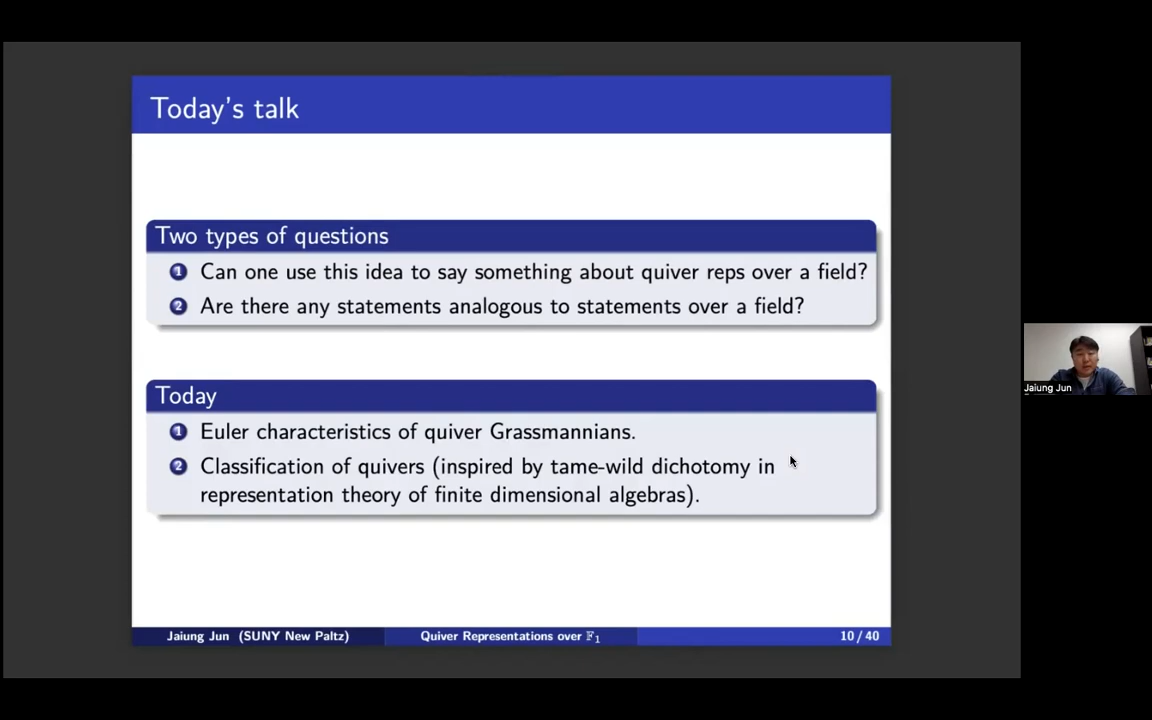 Today's talk
Two types of questions
1 Can one use this idea to say something about quiver reps over a field?
2 Are there any statements analogous to statements over a field?
Today
1 Euler characteristics of quiver Grassmannians.
2 Classification of quivers (inspired by tame-wild dichotomy in
representation theory of finite dimensional algebras).
Jaiung Jun (SUNY New Paltz)
Quiver Representations over 𝔽₁
10 / 40
Jaiung Jun